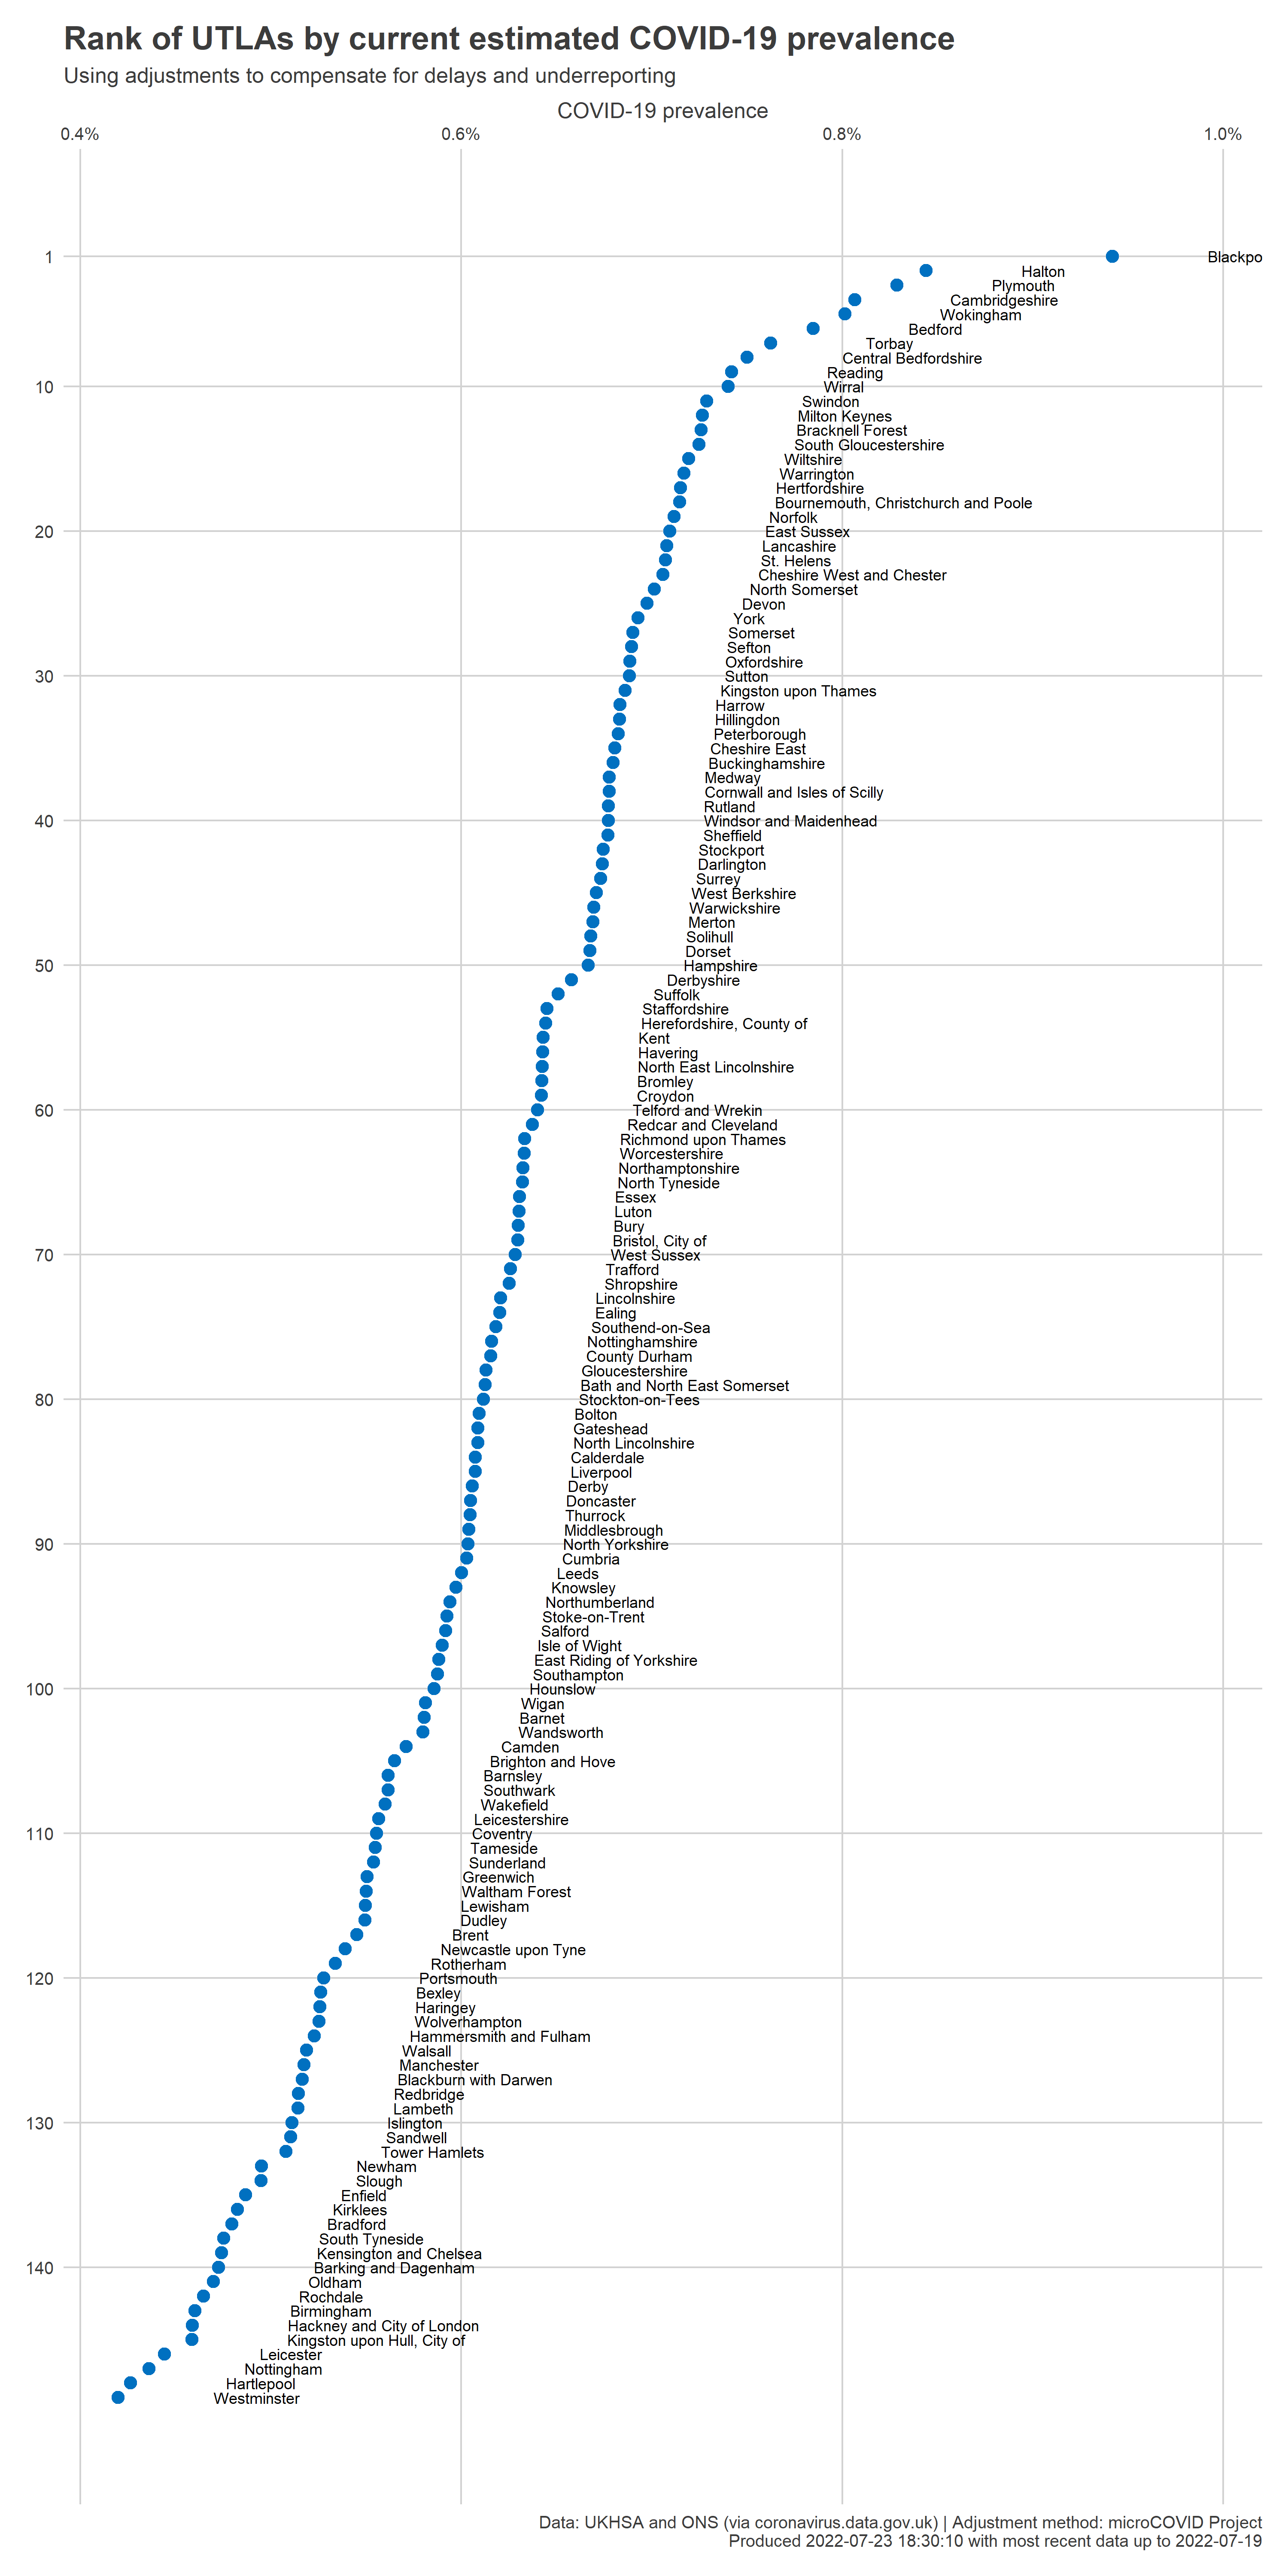 Rank of UTLAs by current estimated COVID-19 prevalence
Using adjustments to compensate for delays and underreporting
COVID-19 prevalence
0.4% 0.6% 0.8% 1.0%
1 Blackpo
Halton
Plymouth
Cambridgeshire
Wokingham
Bedford
Torbay
Central Bedfordshire
Reading
10 Wirral
Swindon
Milton Keynes
Bracknell Forest
South Gloucestershire
Wiltshire
Warrington
Hertfordshire
Bournemouth, Christchurch and Poole
Norfolk
20 East Sussex
Lancashire
St. Helens
Cheshire West and Chester
North Somerset
Devon
York
Somerset
Sefton
Oxfordshire
30 Sutton
Kingston upon Thames
Harrow
Hillingdon
Peterborough
Cheshire East
Buckinghamshire
Medway
Cornwall and Isles of Scilly
Rutland
40 Windsor and Maidenhead
Sheffield
Stockport
Darlington
Surrey
West Berkshire
Warwickshire
Merton
Solihull
Dorset
50 Hampshire
Derbyshire
Suffolk
Staffordshire
Herefordshire, County of
Kent
Havering
North East Lincolnshire
Bromley
Croydon
60 Telford and Wrekin
Redcar and Cleveland
Richmond upon Thames
Worcestershire
Northamptonshire
North Tyneside
Essex
Luton
Bury
Bristol, City of
70 West Sussex
Trafford
Shropshire
Lincolnshire
Ealing
Southend-on-Sea
Nottinghamshire
County Durham
Gloucestershire
Bath and North East Somerset
80 Stockton-on-Tees
Bolton
Gateshead
North Lincolnshire
Calderdale
Liverpool
Derby
Doncaster
Thurrock
Middlesbrough
90 North Yorkshire
Cumbria
Leeds
Knowsley
Northumberland
Stoke-on-Trent
Salford
Isle of Wight
East Riding of Yorkshire
Southampton
100 Hounslow
Wigan
Barnet
Wandsworth
Camden
Brighton and Hove
Barnsley
Southwark
Wakefield
Leicestershire
110 Coventry
Tameside
Sunderland
Greenwich
Waltham Forest
Lewisham
Dudley
Brent
Newcastle upon Tyne
Rotherham
120 Portsmouth
Bexley
Haringey
Wolverhampton
Hammersmith and Fulham
Walsall
Manchester
Blackburn with Darwen
Redbridge
Lambeth
130 Islington
Sandwell
Tower Hamlets
Newham
Slough
Enfield
Kirklees
Bradford
South Tyneside
Kensington and Chelsea
140 Barking and Dagenham
Oldham
Rochdale
Birmingham
Hackney and City of London
Kingston upon Hull, City of
Leicester
Nottingham
Hartlepool
Westminster
Data: UKHSA and ONS (via coronavirus.data.gov.uk) | Adjustment method: microCOVID Project
Produced 2022-07-23 18:30:10 with most recent data up to 2022-07-19